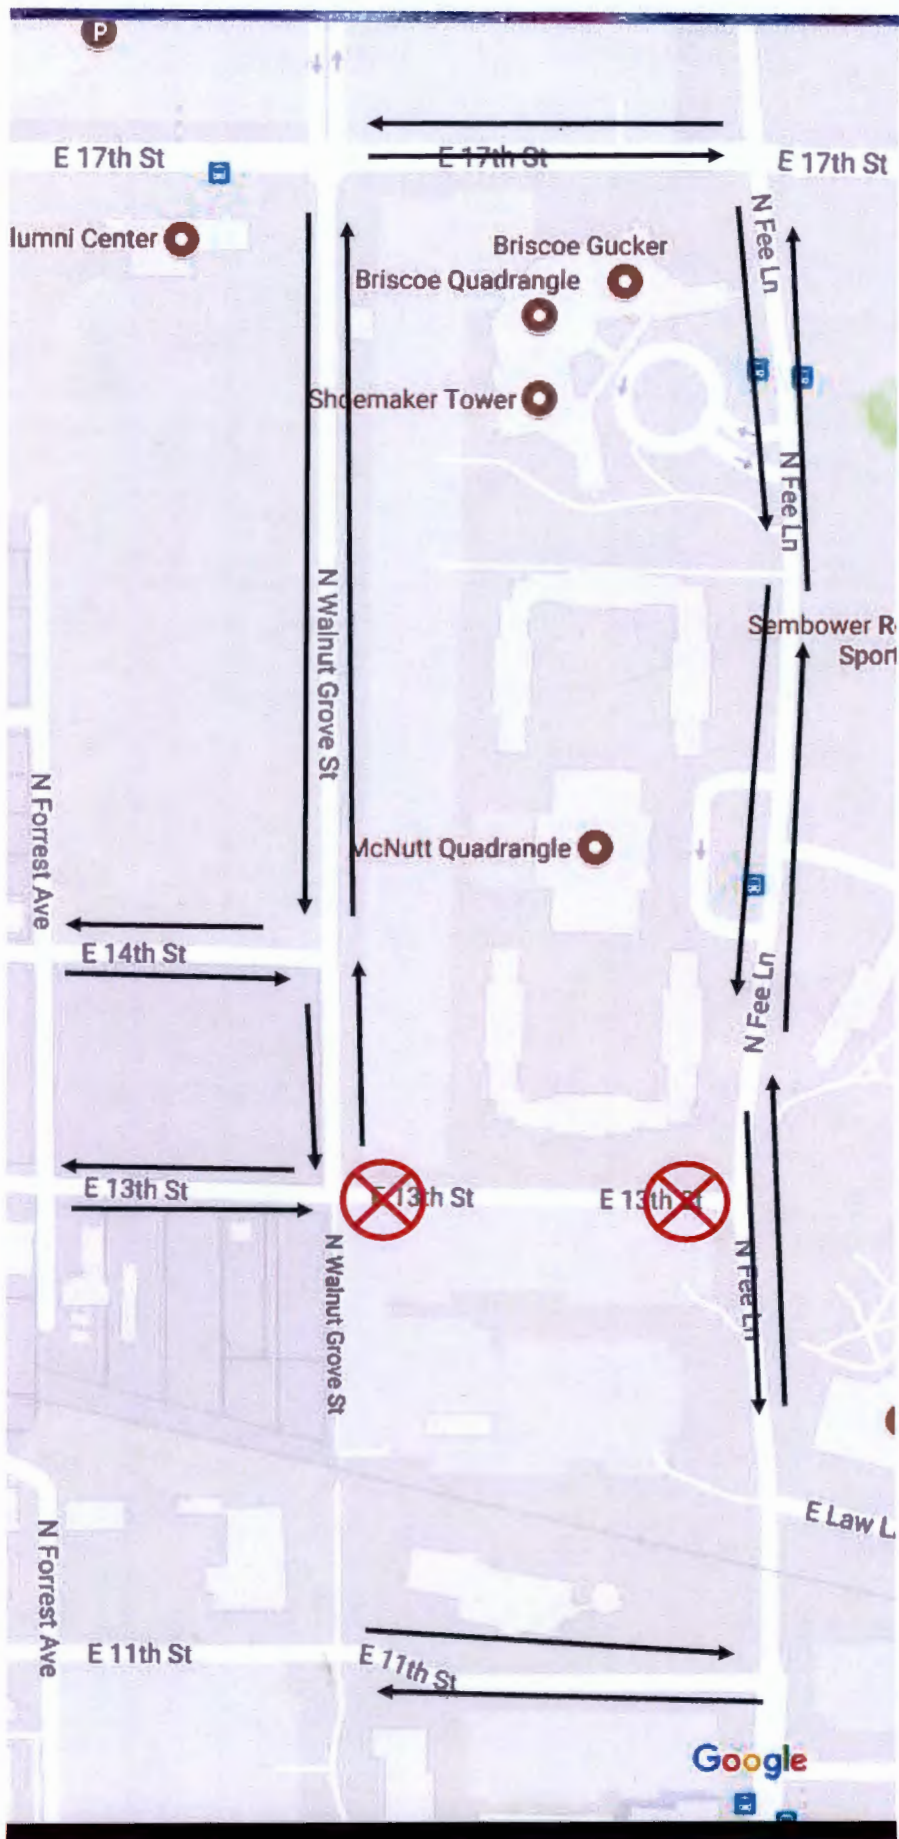 P
E 17th St
E 17th St
E 17th St
N Fee Ln
lumni Center
Briscoe Gucker
Briscoe Quadrangle
Shoemaker Tower
N Fee Ln
N Walnut Grove St
Sembower R
Sport
N Forrest Ave
McNutt Quadrangle
E 14th St
N Fee Ln
E 13th St
E 13th St
E 13th St
N Walnut Grove St
N Fee Ln
E Law L
N Forrest Ave
E 11th St
E 11th St
Google